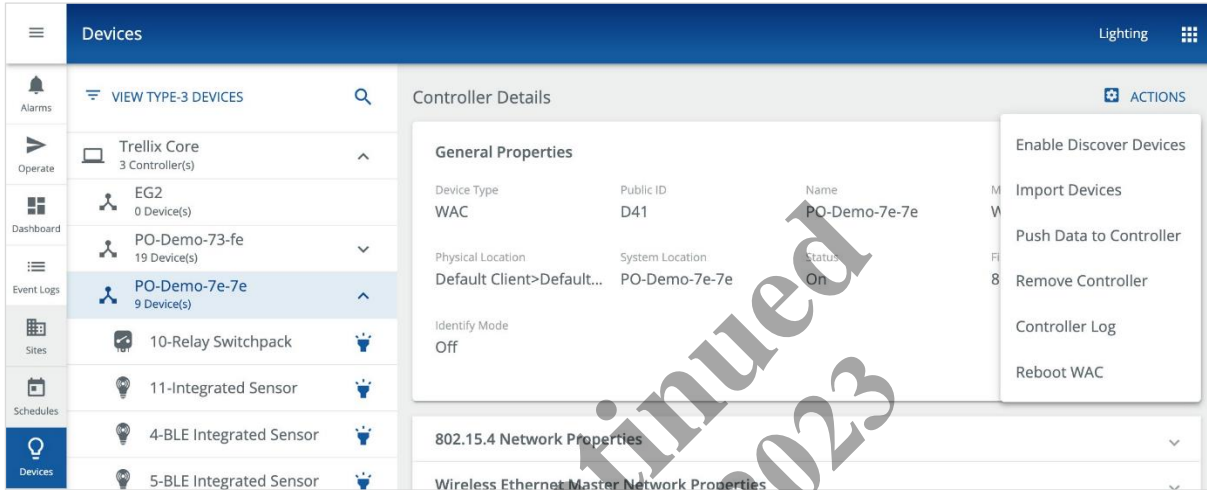 Devices
Lighting
Alarms
Operate
Dashboard
Event Logs
Sites
Schedules
Devices
VIEW TYPE-3 DEVICES
Trellix Core
3 Controller(s)
EG2
0 Device(s)
PO-Demo-73-fe
19 Device(s)
PO-Demo-7e-7e
9 Device(s)
10-Relay Switchpack
11-Integrated Sensor
4-BLE Integrated Sensor
5-BLE Integrated Sensor
Controller Details
ACTIONS
General Properties
Device Type
Public ID
Name
M
WAC
D41
PO-Demo-7e-7e
W
Physical Location
System Location
Status
Fi
Default Client>Default...
PO-Demo-7e-7e
On
8
Identify Mode
Off
802.15.4 Network Properties
Wireless Ethernet Master Network Properties
Enable Discover Devices
Import Devices
Push Data to Controller
Remove Controller
Controller Log
Reboot WAC
tinued
2023